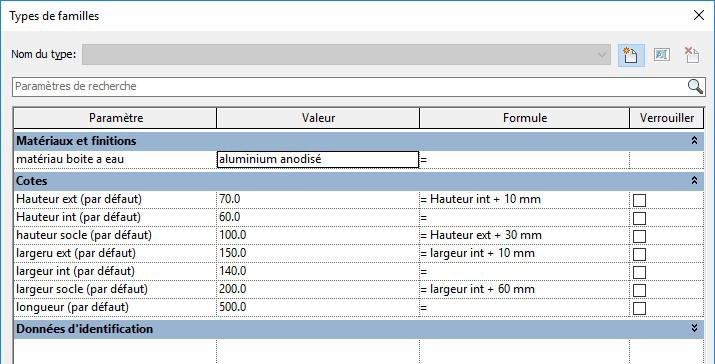 Types de familles
Nom du type:
Paramètres de recherche
Paramètre Valeur Formule Verrouiller
Matériaux et finitions
matériau boite a eau aluminium anodisé =
Cotes
Hauteur ext (par défaut) 70.0 = Hauteur int + 10 mm
Hauteur int (par défaut) 60.0 =
hauteur socle (par défaut) 100.0 = Hauteur ext + 30 mm
largeru ext (par défaut) 150.0 = largeur int + 10 mm
largeur int (par défaut) 140.0 =
largeur socle (par défaut) 200.0 = largeur int + 60 mm
longueur (par défaut) 500.0 =
Données d'identification